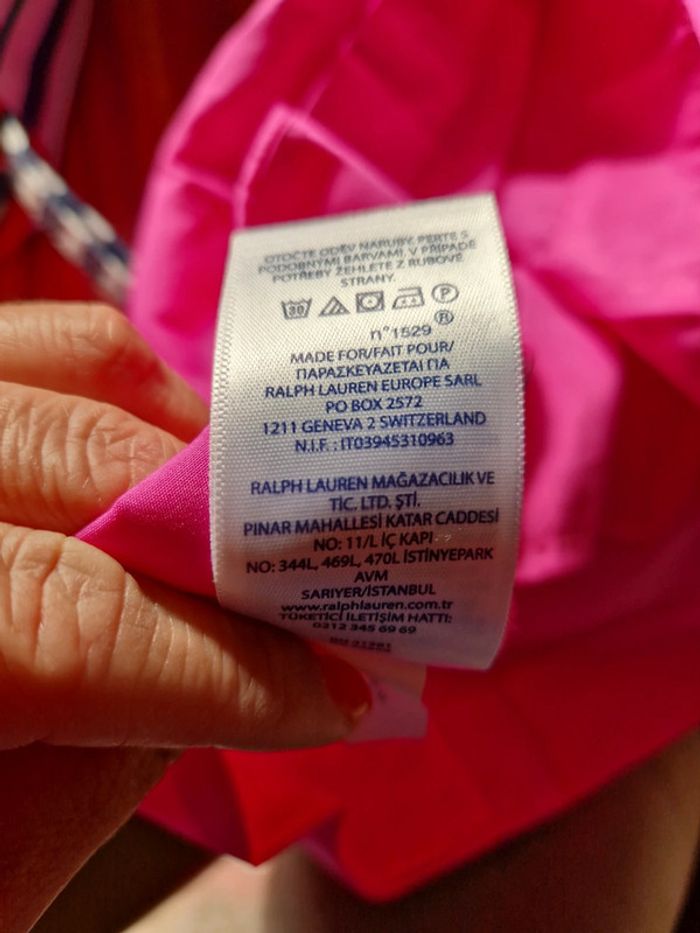 OTOČTE ODĚV NARUBY. PERTE S
PODOBNÝMI BARVAMI. V PŘÍPADĚ
POTŘEBY ŽEHLETE Z RUBOVÉ
STRANY.
30 P
®
n°1529
MADE FOR/FAIT POUR/
ΠΑΡΑΣΚΕΥΑΖΕΤΑΙ ΓΙΑ
RALPH LAUREN EUROPE SARL
PO BOX 2572
1211 GENEVA 2 SWITZERLAND
N.I.F. : IT03945310963
RALPH LAUREN MAĞAZACILIK VE
TİC. LTD. ŞTİ.
PINAR MAHALLESİ KATAR CADDESİ
NO: 11/L İÇ KAPI
NO: 344L, 469L, 470L İSTİNYEPARK
AVM
SARIYER/İSTANBUL
www.ralphlauren.com.tr
TÜKETİCİ İLETİŞİM HATTI:
0212 345 69 69